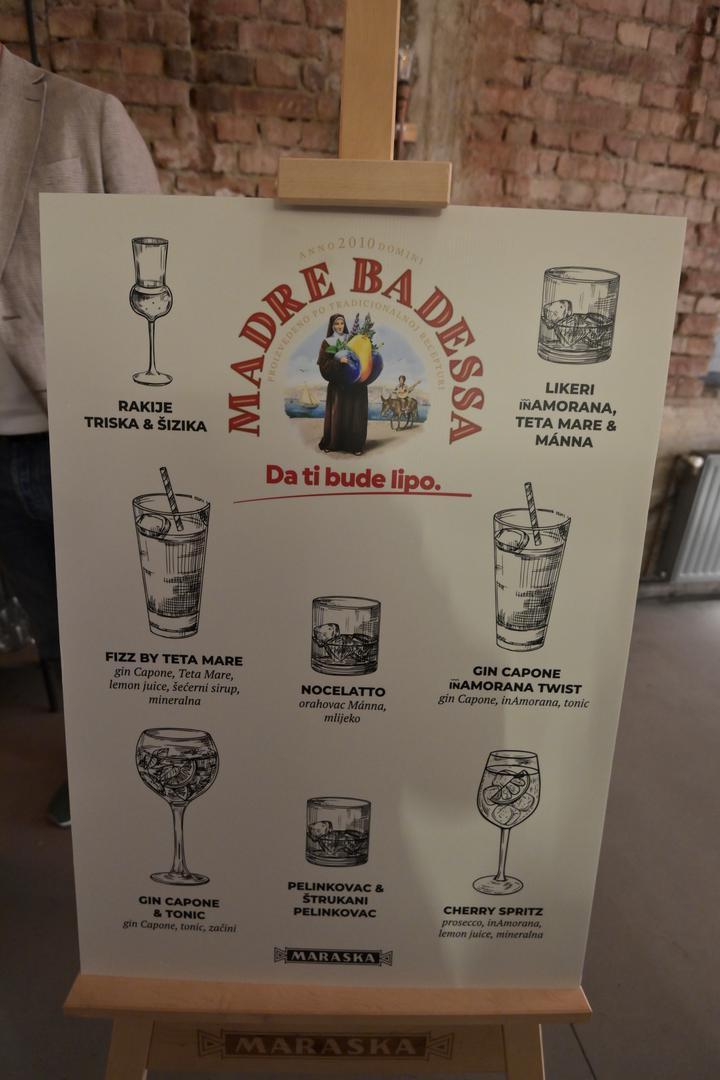 ANNO 2010 DOMINI
MADRE BADESSA
PROIZVEDENO PO TRADICIONALNOJ RECEPTURI
Da ti bude lipo.
RAKIJE
TRISKA & ŠIZIKA
LIKERI
inAMORANA,
TETA MARE &
MÁNNA
FIZZ BY TETA MARE
gin Capone, Teta Mare,
lemon juice, šećerni sirup,
mineralna
NOCELATTO
orahovac Mánna,
mlijeko
GIN CAPONE
inAMORANA TWIST
gin Capone, inAmorana, tonic
GIN CAPONE
& TONIC
gin Capone, tonic, začini
PELINKOVAC &
ŠTRUKANI
PELINKOVAC
CHERRY SPRITZ
prosecco, inAmorana,
lemon juice, mineralna
MARASKA
MARASKA